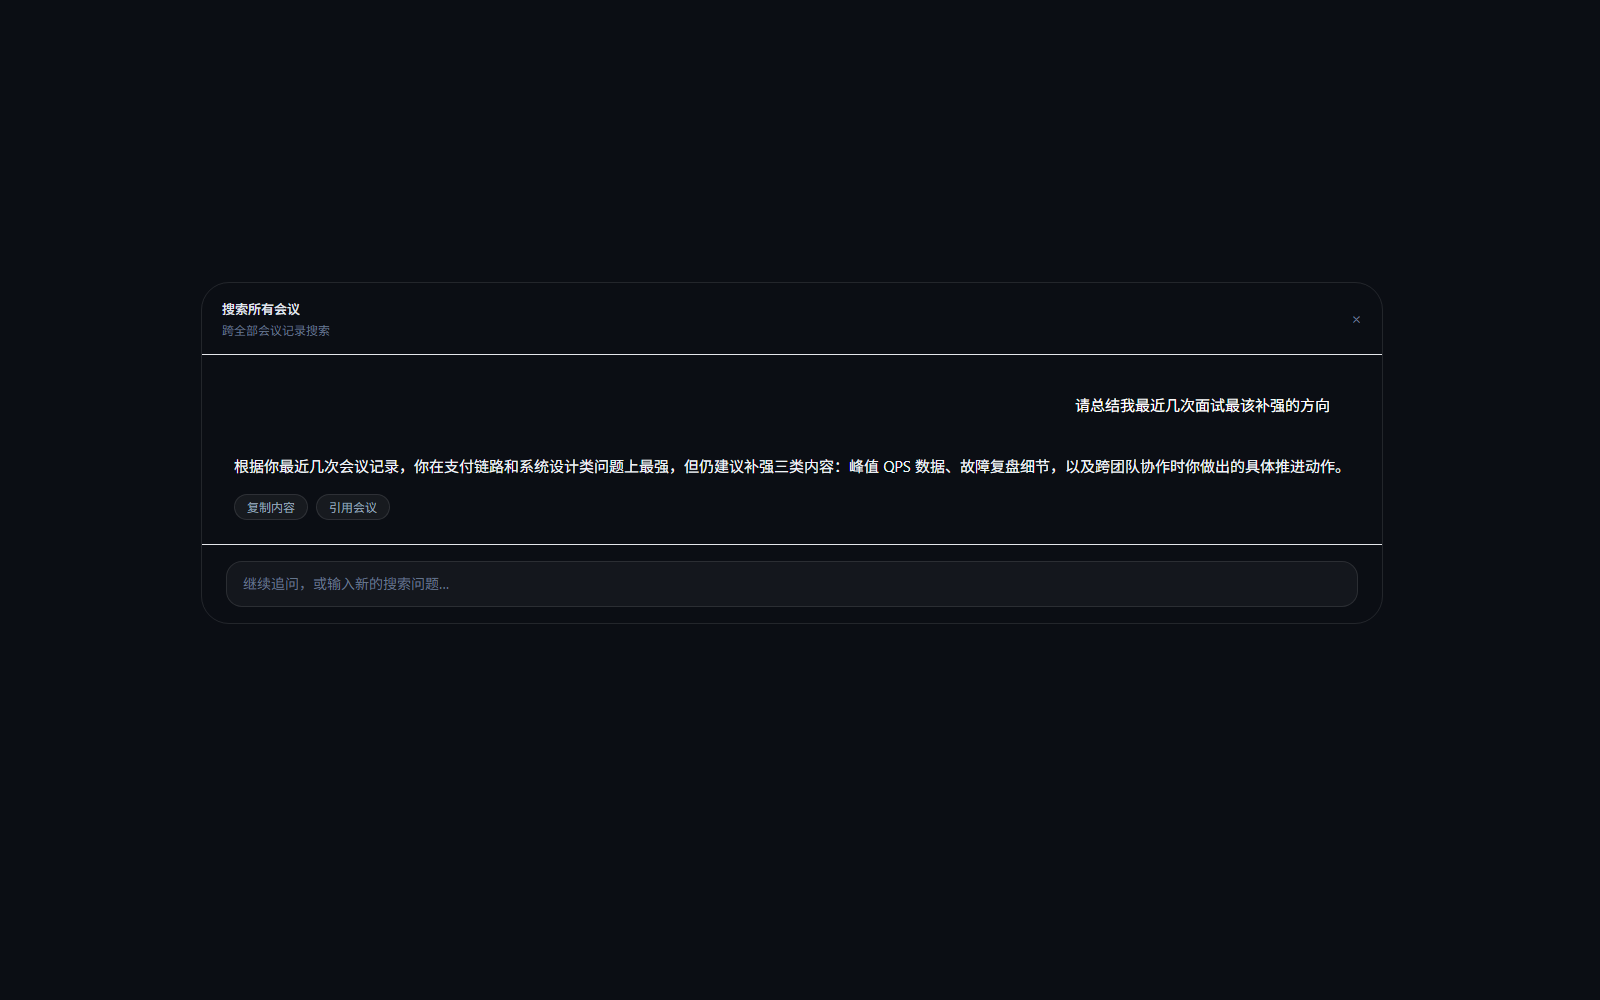 搜索所有会议
跨全部会议记录搜索
×
请总结我最近几次面试最该补强的方向
根据你最近几次会议记录，你在支付链路和系统设计类问题上最强，但仍建议补强三类内容：峰值 QPS 数据、故障复盘细节，以及跨团队协作时你做出的具体推进动作。
复制内容 引用会议
继续追问，或输入新的搜索问题...